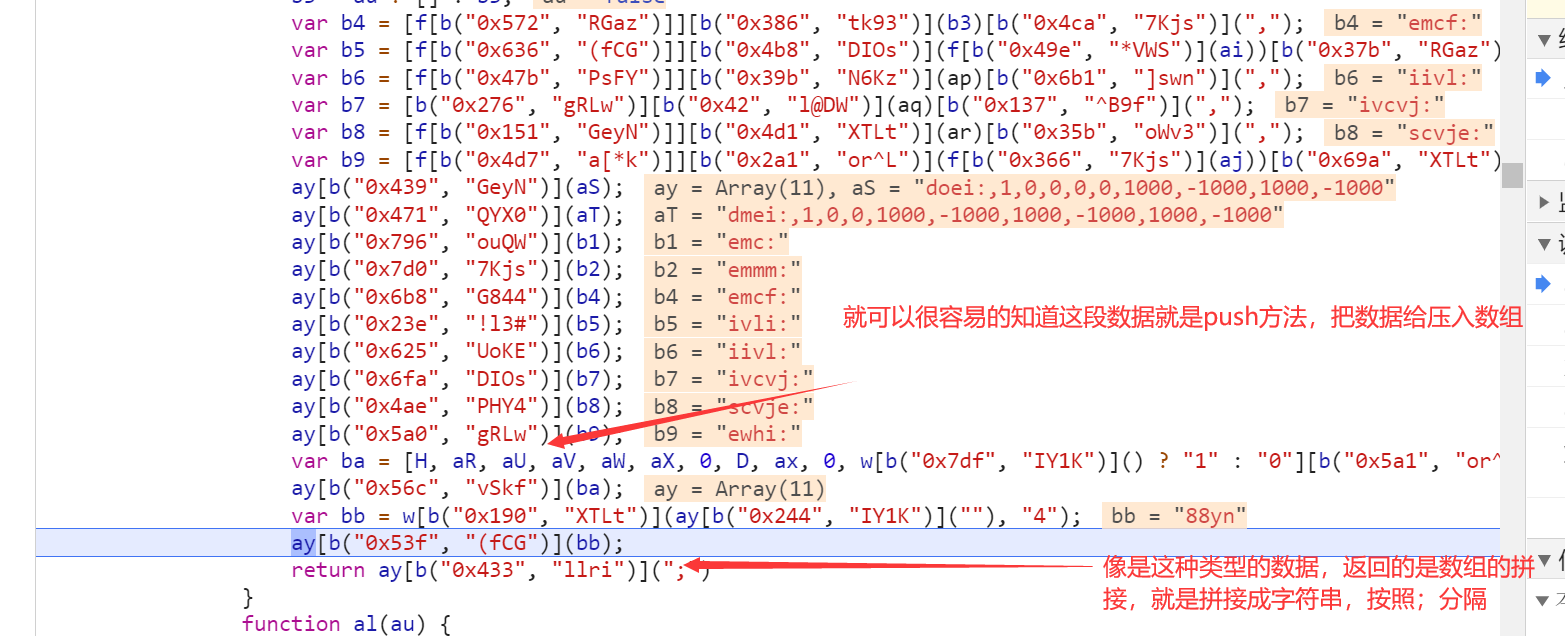 var b4 = [f[b("0x572", "RGaz")]][b("0x386", "tk93")](b3)[b("0x4ca", "7Kjs")](","); b4 = "emcf:"
var b5 = [f[b("0x636", "(fCG")]][b("0x4b8", "DIOs")](f[b("0x49e", "*VWS")](ai))[b("0x37b", "RGaz")
var b6 = [f[b("0x47b", "PsFY")]][b("0x39b", "N6Kz")](ap)[b("0x6b1", "]swn")](","); b6 = "iivl:"
var b7 = [b("0x276", "gRLw")][b("0x42", "l@DW")](aq)[b("0x137", "^B9f")](","); b7 = "ivcvj:"
var b8 = [f[b("0x151", "GeyN")]][b("0x4d1", "XTLt")](ar)[b("0x35b", "oWv3")](","); b8 = "scvje:"
var b9 = [f[b("0x4d7", "a[*k")]][b("0x2a1", "or^L")](f[b("0x366", "7Kjs")](aj))[b("0x69a", "XTLt")
ay[b("0x439", "GeyN")](aS); ay = Array(11), aS = "doei:,1,0,0,0,0,1000,-1000,1000,-1000"
ay[b("0x471", "QYX0")](aT); aT = "dmei:,1,0,0,1000,-1000,1000,-1000,1000,-1000"
ay[b("0x796", "ouQW")](b1); b1 = "emc:"
ay[b("0x7d0", "7Kjs")](b2); b2 = "emmm:"
ay[b("0x6b8", "G844")](b4); b4 = "emcf:"
ay[b("0x23e", "!l3#")](b5); b5 = "ivli:"
就可以很容易的知道这段数据就是push方法，把数据给压入数组
ay[b("0x625", "UoKE")](b6); b6 = "iivl:"
ay[b("0x6fa", "DIOs")](b7); b7 = "ivcvj:"
ay[b("0x4ae", "PHY4")](b8); b8 = "scvje:"
ay[b("0x5a0", "gRLw")](b9); b9 = "ewhi:"
var ba = [H, aR, aU, aV, aW, aX, 0, D, ax, 0, w[b("0x7df", "IY1K")]() ? "1" : "0"][b("0x5a1", "or^
ay[b("0x56c", "vSkf")](ba); ay = Array(11)
var bb = w[b("0x190", "XTLt")](ay[b("0x244", "IY1K")](""), "4"); bb = "88yn"
ay[b("0x53f", "(fCG")](bb);
return ay[b("0x433", "llri")](";")
像是这种类型的数据，返回的是数组的拼
接，就是拼接成字符串，按照；分隔
}
function al(au) {